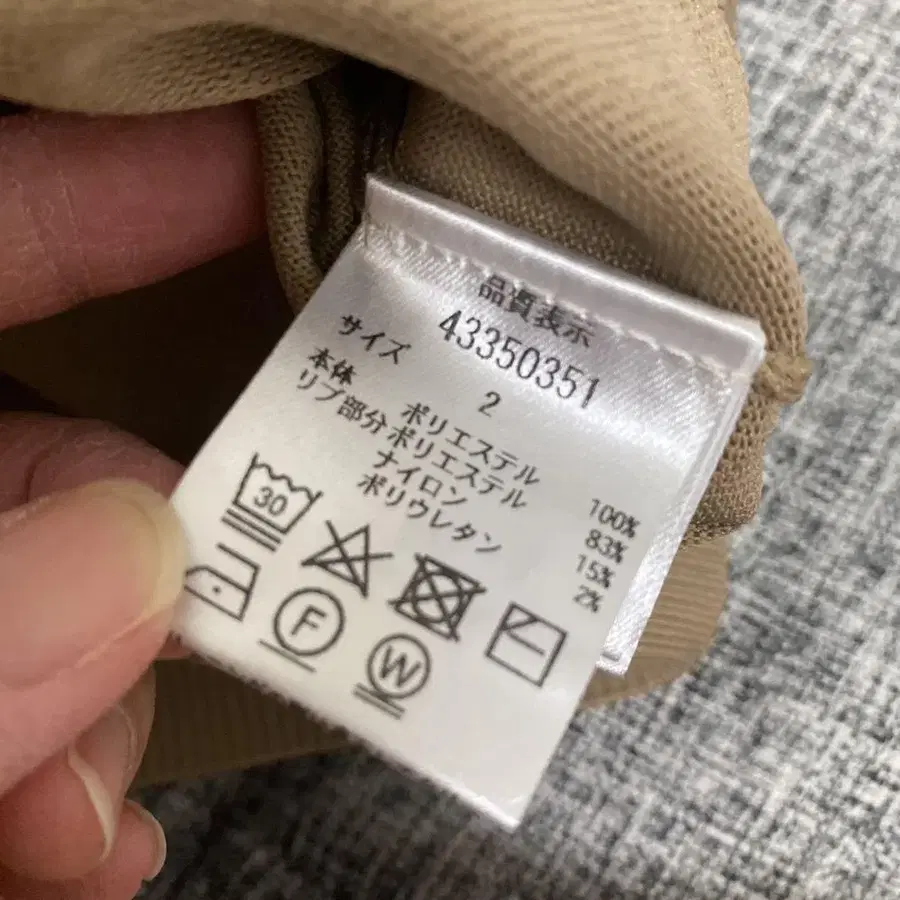 品質表示
43350351
サイズ 2
本体 ポリエステル 100%
リブ部分 ポリエステル 83%
ナイロン 15%
ポリウレタン 2%
30
F
W